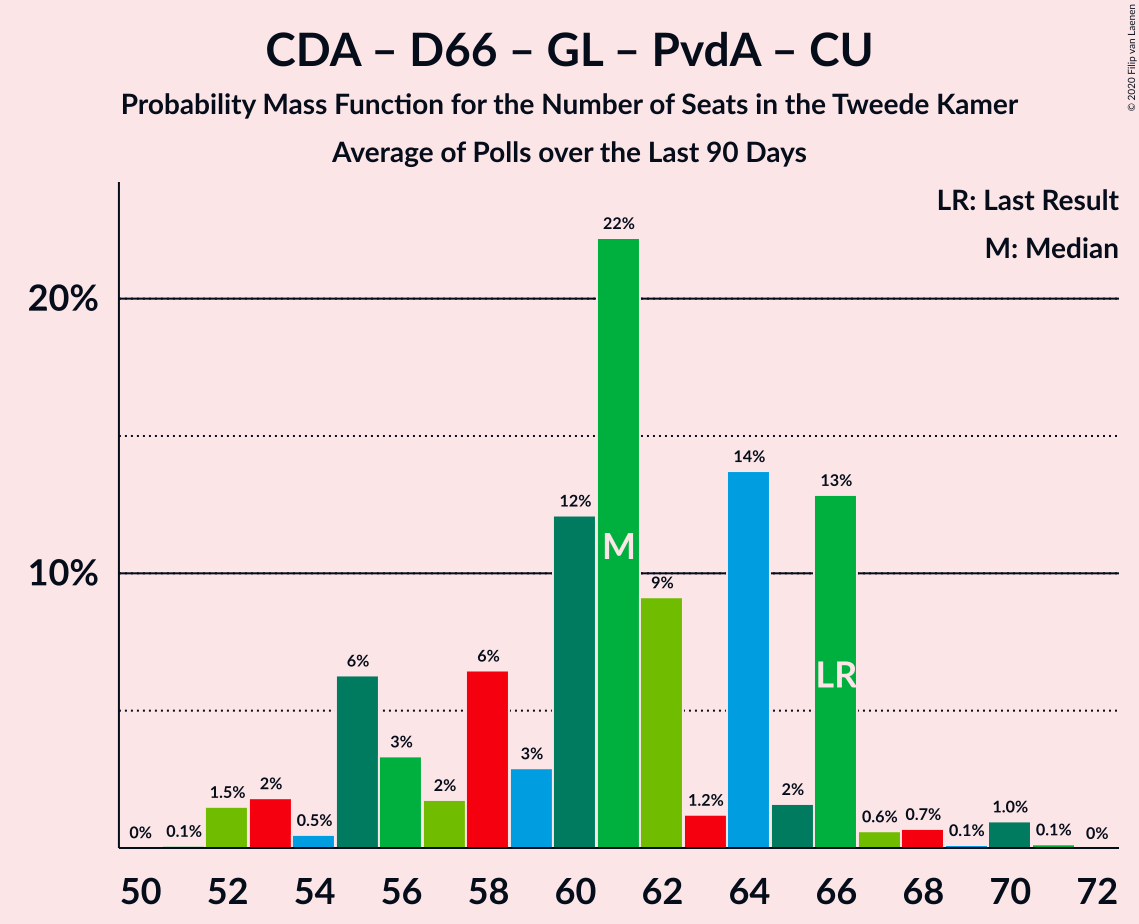 CDA – D66 – GL – PvdA – CU
Probability Mass Function for the Number of Seats in the Tweede Kamer
Average of Polls over the Last 90 Days
© 2020 Filip van Laenen
LR: Last Result
M: Median
20%
10%
0%
0.1%
1.5%
2%
0.5%
6%
3%
2%
6%
3%
12%
22%
9%
1.2%
14%
2%
13%
0.6%
0.7%
0.1%
1.0%
0.1%
0%
M
LR
50 52 54 56 58 60 62 64 66 68 70 72